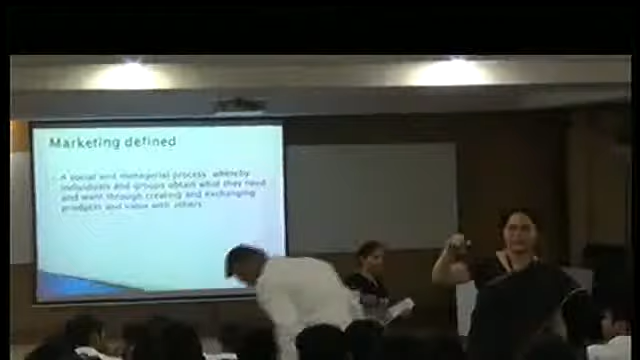 Marketing defined
A social and managerial process whereby
individuals and groups obtain what they need
and want through creating and exchanging
products and value with others